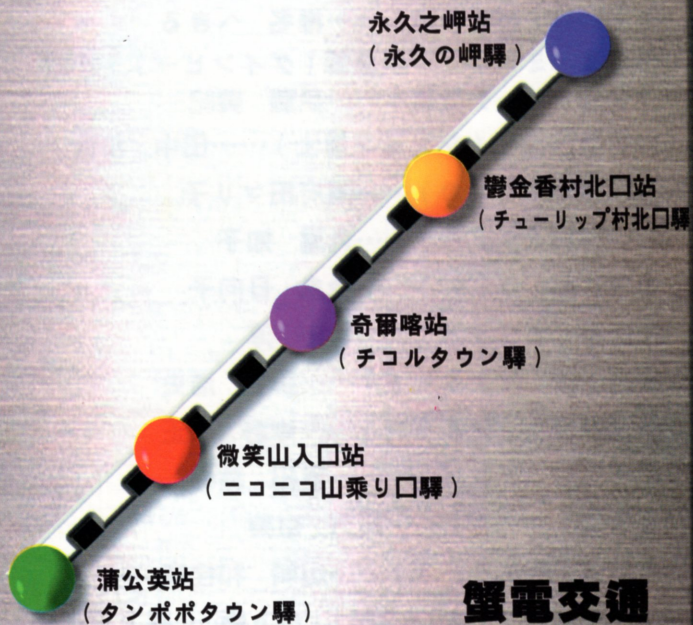 永久之岬站
(永久の岬驛)
鬱金香村北口站
(チューリップ村北口驛
奇爾喀站
(チコルタウン驛)
微笑山入口站
(ニコニコ山乘り口驛)
蒲公英站
(タンポポタウン驛)
蟹電交通